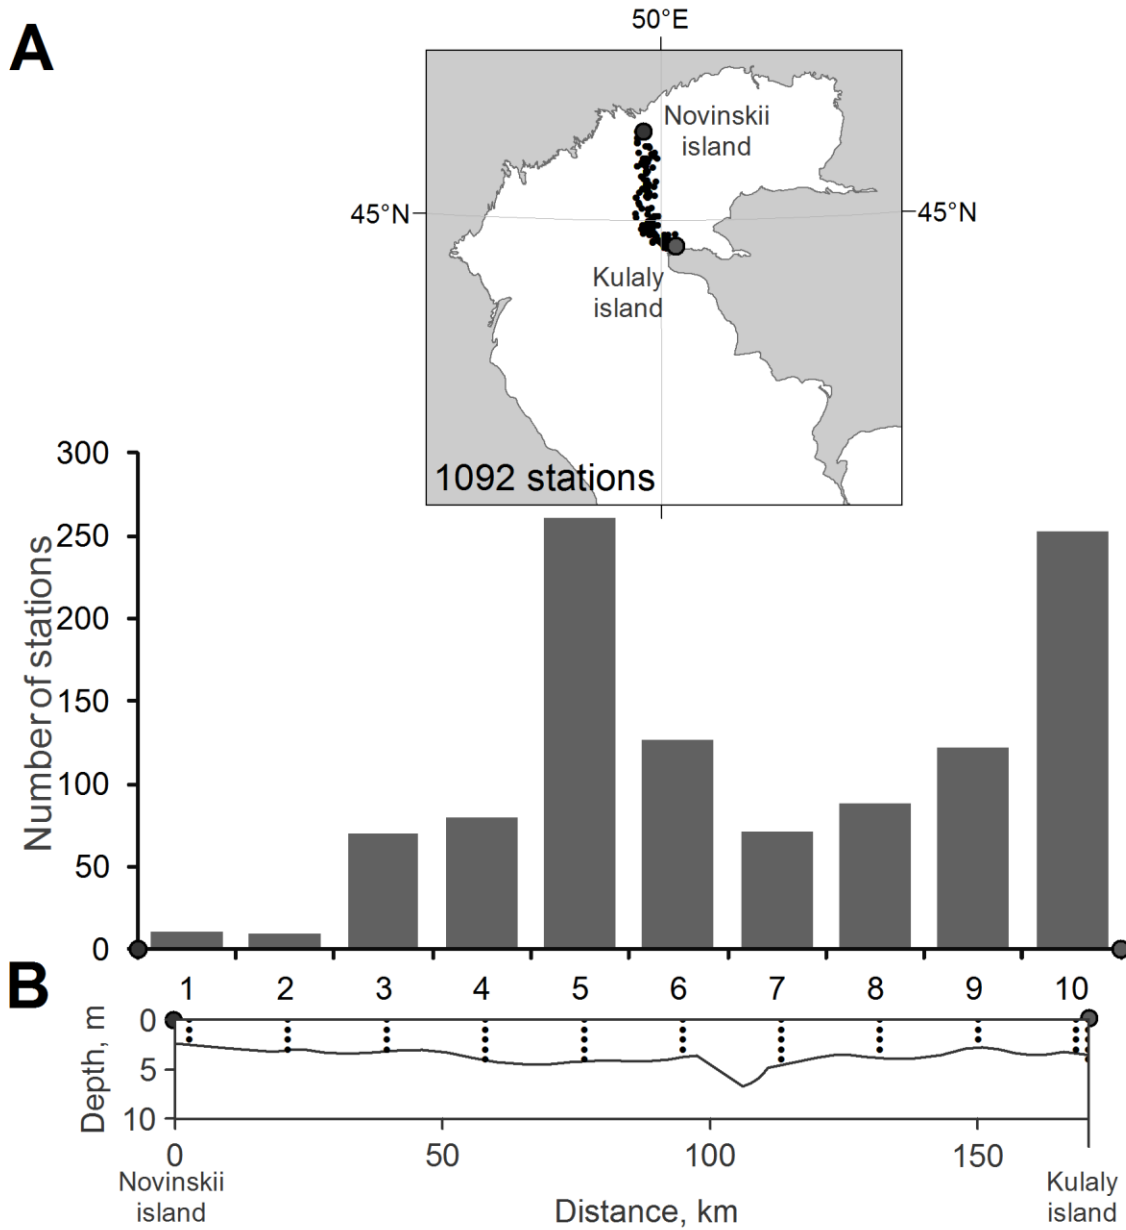 A
50°E
Novinskii
island
45°N
45°N
Kulaly
island
1092 stations
300
250
200
150
100
50
0
Number of stations
B
1 2 3 4 5 6 7 8 9 10
0
5
10
Depth, m
0 50 100 150
Novinskii
island
Distance, km
Kulaly
island